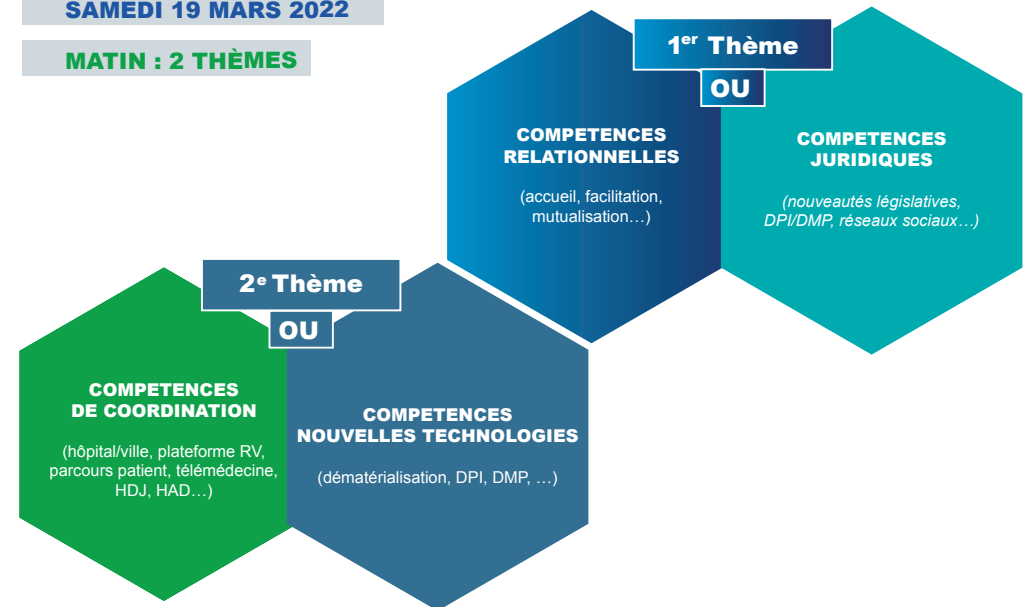 SAMEDI 19 MARS 2022
MATIN : 2 THÈMES
1er Thème
OU
COMPETENCES
RELATIONNELLES
(accueil, facilitation,
mutualisation…)
COMPETENCES
JURIDIQUES
(nouveautés législatives,
DPI/DMP, réseaux sociaux…)
2e Thème
OU
COMPETENCES
DE COORDINATION
(hôpital/ville, plateforme RV,
parcours patient, télémédecine,
HDJ, HAD…)
COMPETENCES
NOUVELLES TECHNOLOGIES
(dématérialisation, DPI, DMP, …)